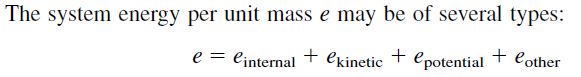 The system energy per unit mass e may be of several types:
e = e_internal + e_kinetic + e_potential + e_other